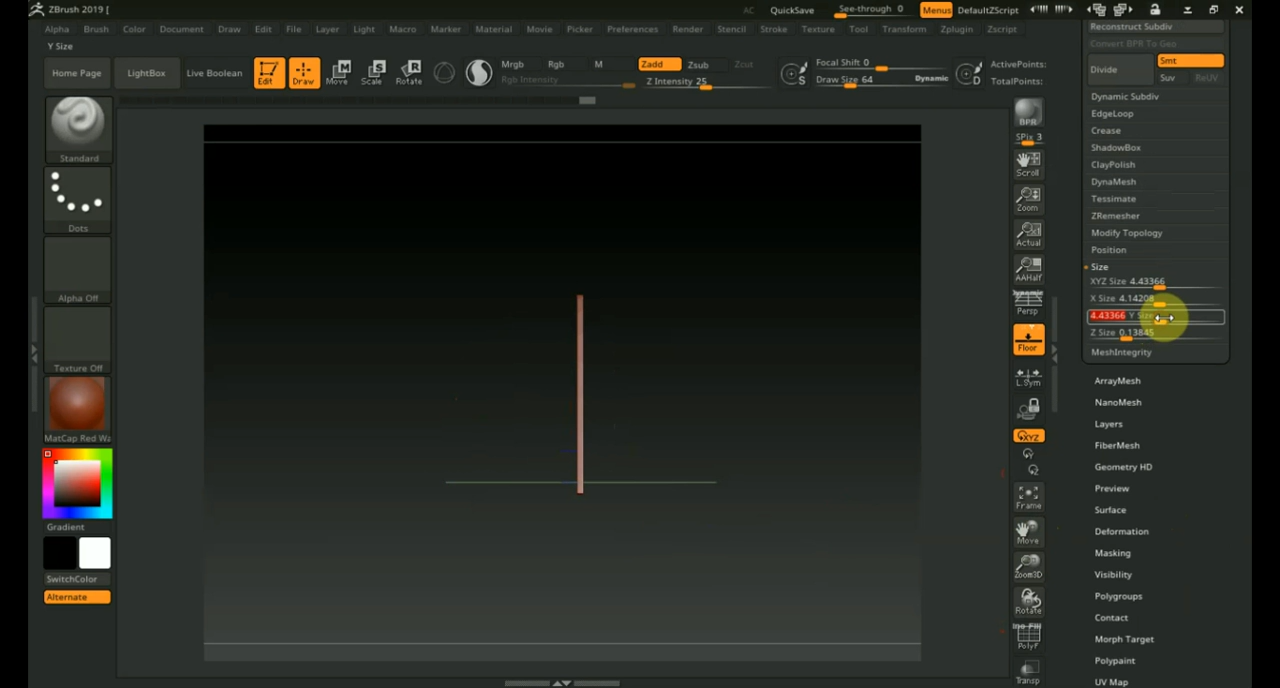 ZBrush 2019 [
AC QuickSave See-through 0 Menus DefaultZScript
Alpha Brush Color Document Draw Edit File Layer Light Macro Marker Material Movie Picker Preferences Render Stencil Stroke Texture Tool Transform Zplugin Zscript
Y Size
Home Page
LightBox
Live Boolean
Edit
Draw
Move
Scale
Rotate
Mrgb Rgb M
Rgb Intensity
Zadd Zsub Zcut
Z Intensity 25
S
Focal Shift 0
Draw Size 64 Dynamic
D
ActivePoints:
TotalPoints:
Standard
Dots
Alpha Off
Texture Off
MatCap Red Wa
Gradient
SwitchColor
Alternate
BPR
SPix 3
Scroll
Zoom
Actual
AAHalf
Dynamic
Persp
Floor
L.Sym
XYZ
Frame
Move
Zoom3D
Rotate
Line Fill
PolyF
Transp
Reconstruct Subdiv
Convert BPR To Geo
Divide
Smt
Suv ReUV
Dynamic Subdiv
EdgeLoop
Crease
ShadowBox
ClayPolish
DynaMesh
Tessimate
ZRemesher
Modify Topology
Position
Size
XYZ Size 4.43366
X Size 4.14208
4.43366 Y Size
Z Size 0.13845
MeshIntegrity
ArrayMesh
NanoMesh
Layers
FiberMesh
Geometry HD
Preview
Surface
Deformation
Masking
Visibility
Polygroups
Contact
Morph Target
Polypaint
UV Map